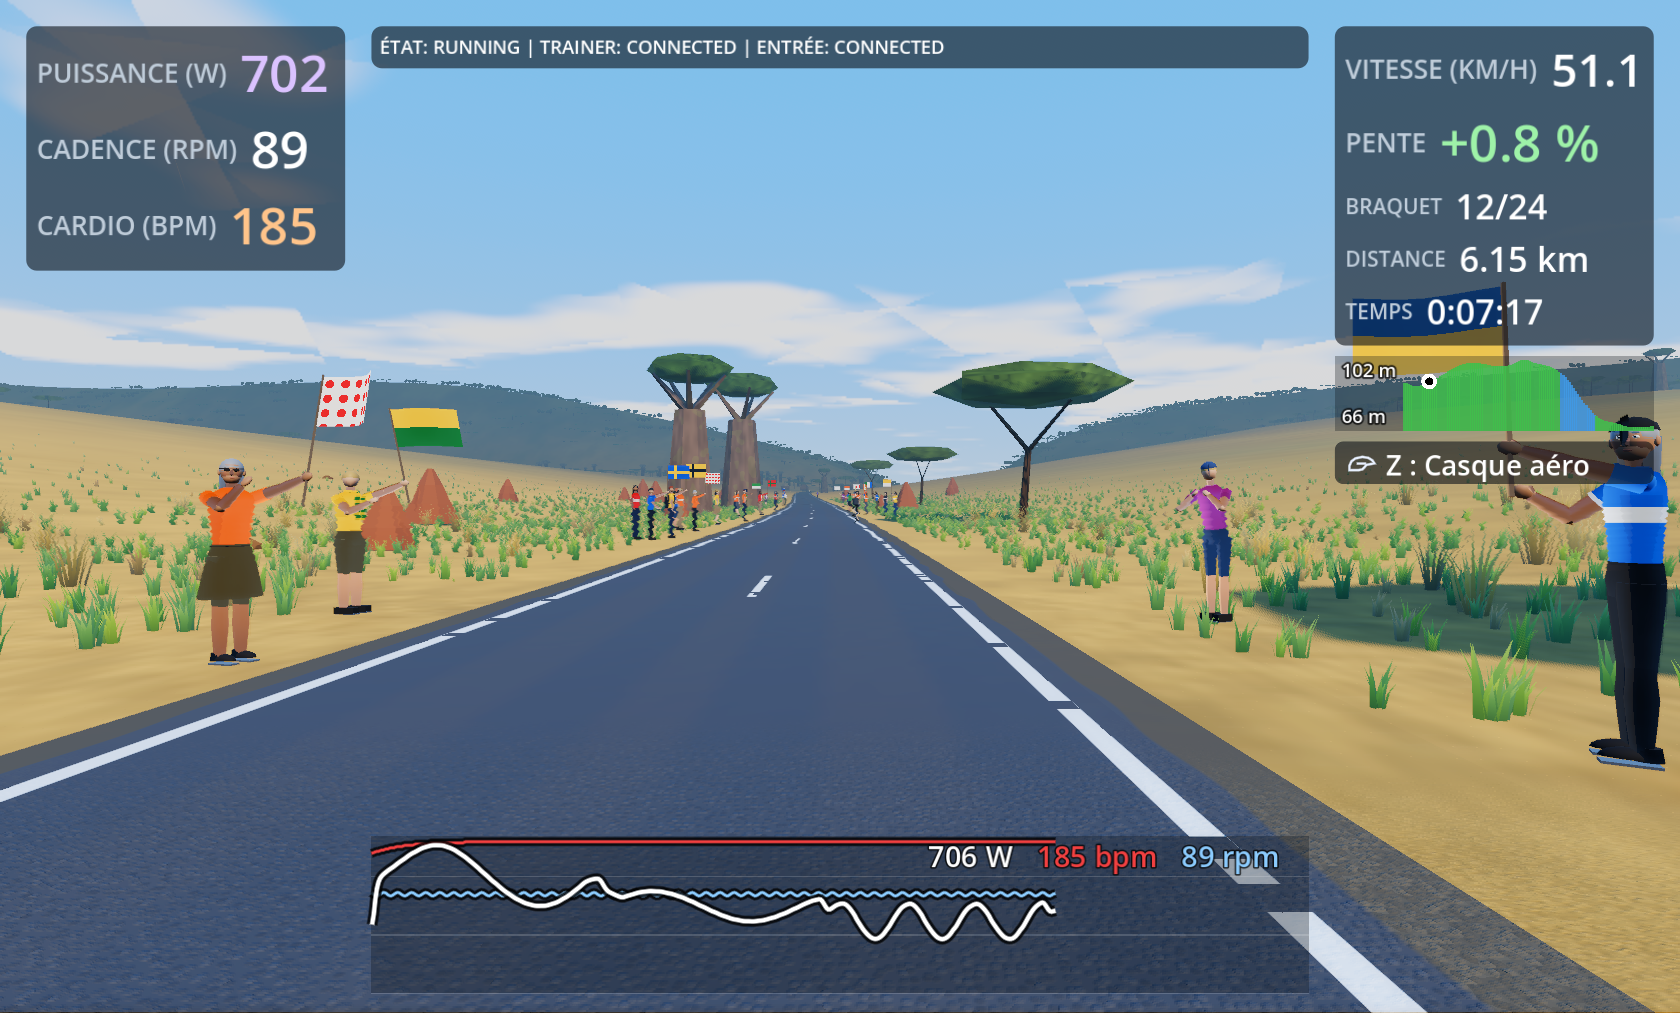 PUISSANCE (W) 702
CADENCE (RPM) 89
CARDIO (BPM) 185
ÉTAT: RUNNING | TRAINER: CONNECTED | ENTRÉE: CONNECTED
VITESSE (KM/H) 51.1
PENTE +0.8 %
BRAQUET 12/24
DISTANCE 6.15 km
TEMPS 0:07:17
102 m
66 m
Z : Casque aéro
706 W 185 bpm 89 rpm